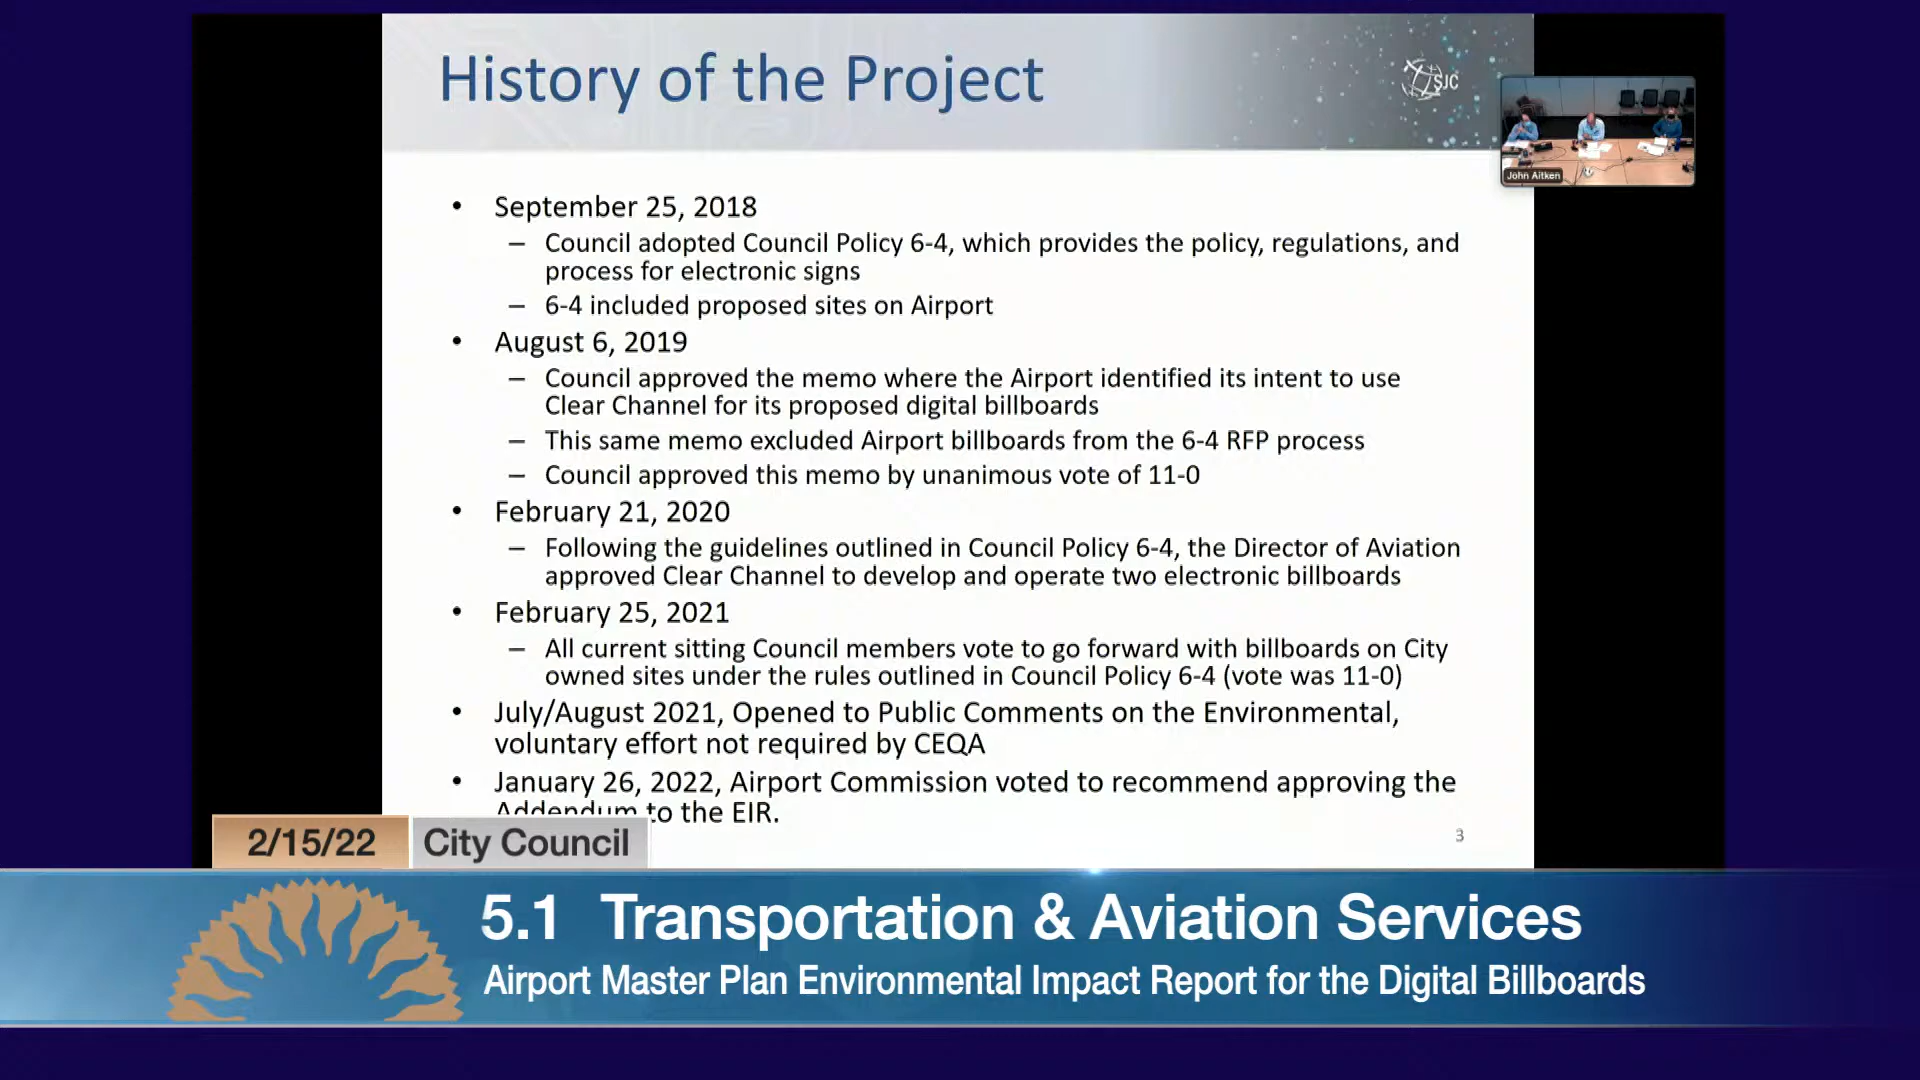 History of the Project
SJC
John Aitken
• September 25, 2018
– Council adopted Council Policy 6-4, which provides the policy, regulations, and
process for electronic signs
– 6-4 included proposed sites on Airport
• August 6, 2019
– Council approved the memo where the Airport identified its intent to use
Clear Channel for its proposed digital billboards
– This same memo excluded Airport billboards from the 6-4 RFP process
– Council approved this memo by unanimous vote of 11-0
• February 21, 2020
– Following the guidelines outlined in Council Policy 6-4, the Director of Aviation
approved Clear Channel to develop and operate two electronic billboards
• February 25, 2021
– All current sitting Council members vote to go forward with billboards on City
owned sites under the rules outlined in Council Policy 6-4 (vote was 11-0)
• July/August 2021, Opened to Public Comments on the Environmental,
voluntary effort not required by CEQA
• January 26, 2022, Airport Commission voted to recommend approving the
Addendum to the EIR.
3
2/15/22 City Council
5.1 Transportation & Aviation Services
Airport Master Plan Environmental Impact Report for the Digital Billboards